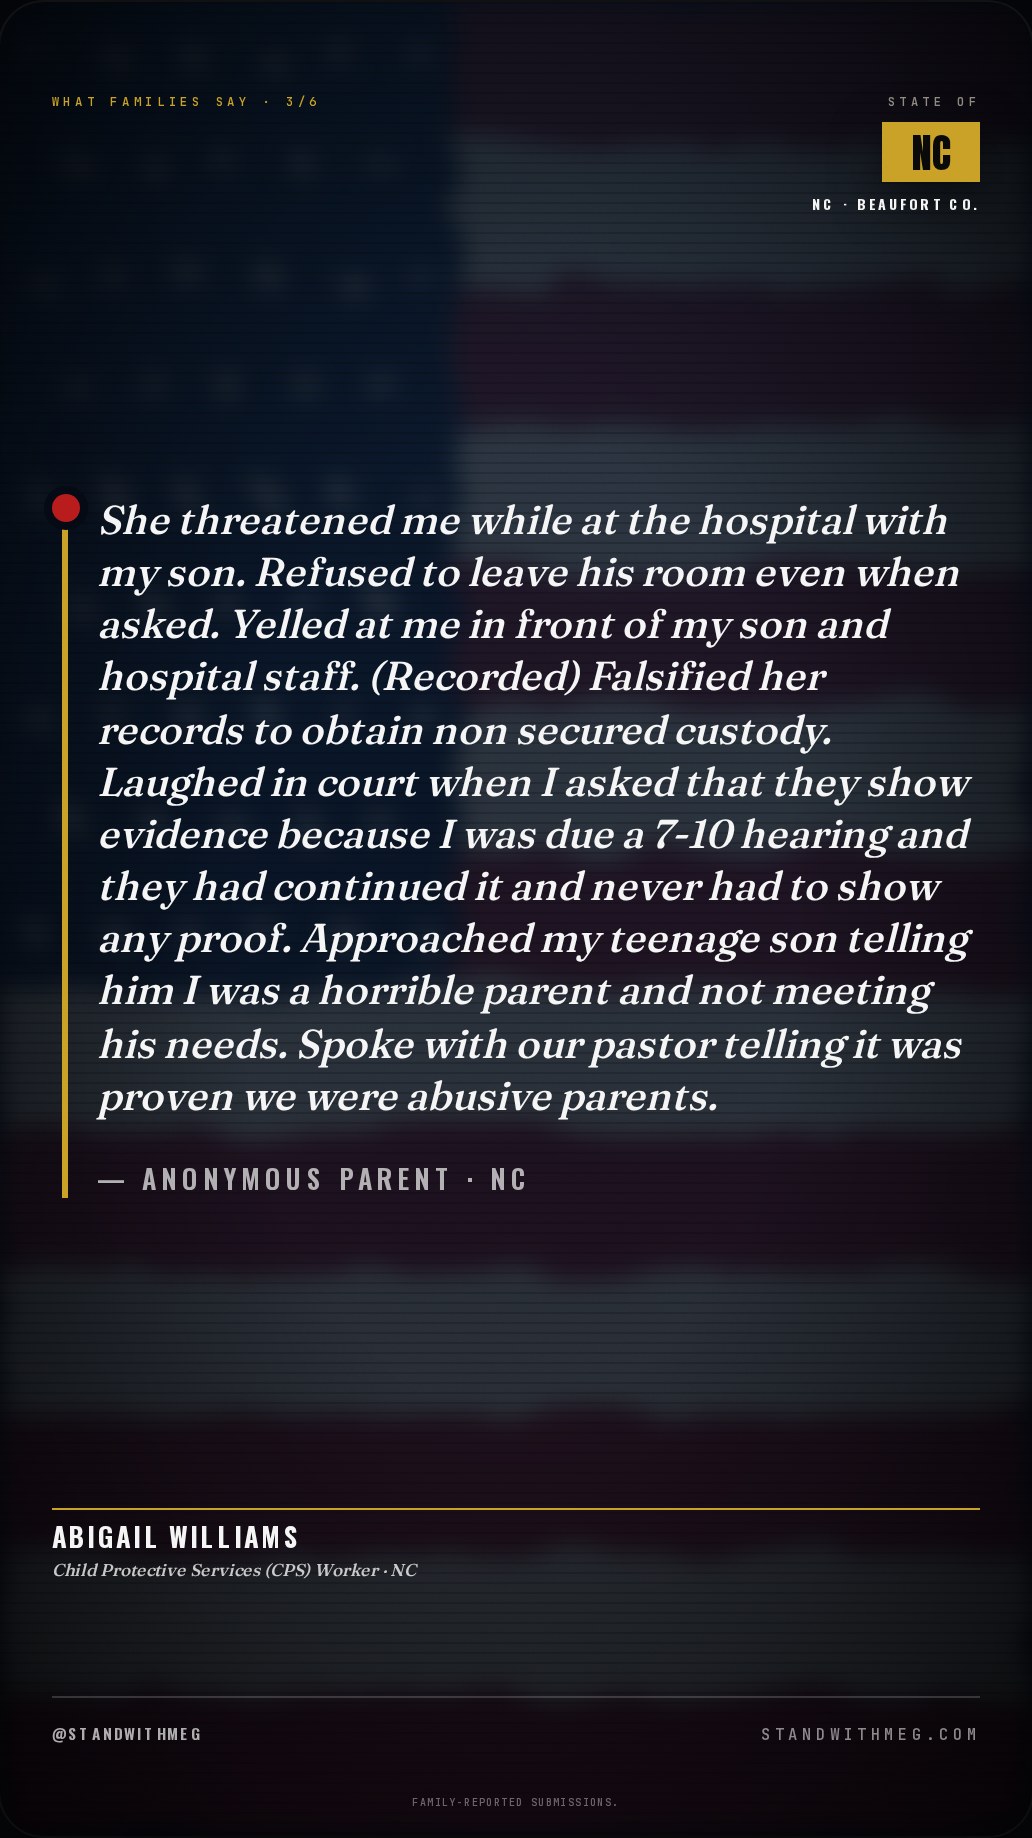 WHAT FAMILIES SAY · 3/6
STATE OF
NC
NC · BEAUFORT CO.
She threatened me while at the hospital with
my son. Refused to leave his room even when
asked. Yelled at me in front of my son and
hospital staff. (Recorded) Falsified her
records to obtain non secured custody.
Laughed in court when I asked that they show
evidence because I was due a 7-10 hearing and
they had continued it and never had to show
any proof. Approached my teenage son telling
him I was a horrible parent and not meeting
his needs. Spoke with our pastor telling it was
proven we were abusive parents.
— ANONYMOUS PARENT · NC
ABIGAIL WILLIAMS
Child Protective Services (CPS) Worker · NC
@STANDWITHMEG
STANDWITHMEG.COM
FAMILY-REPORTED SUBMISSIONS.